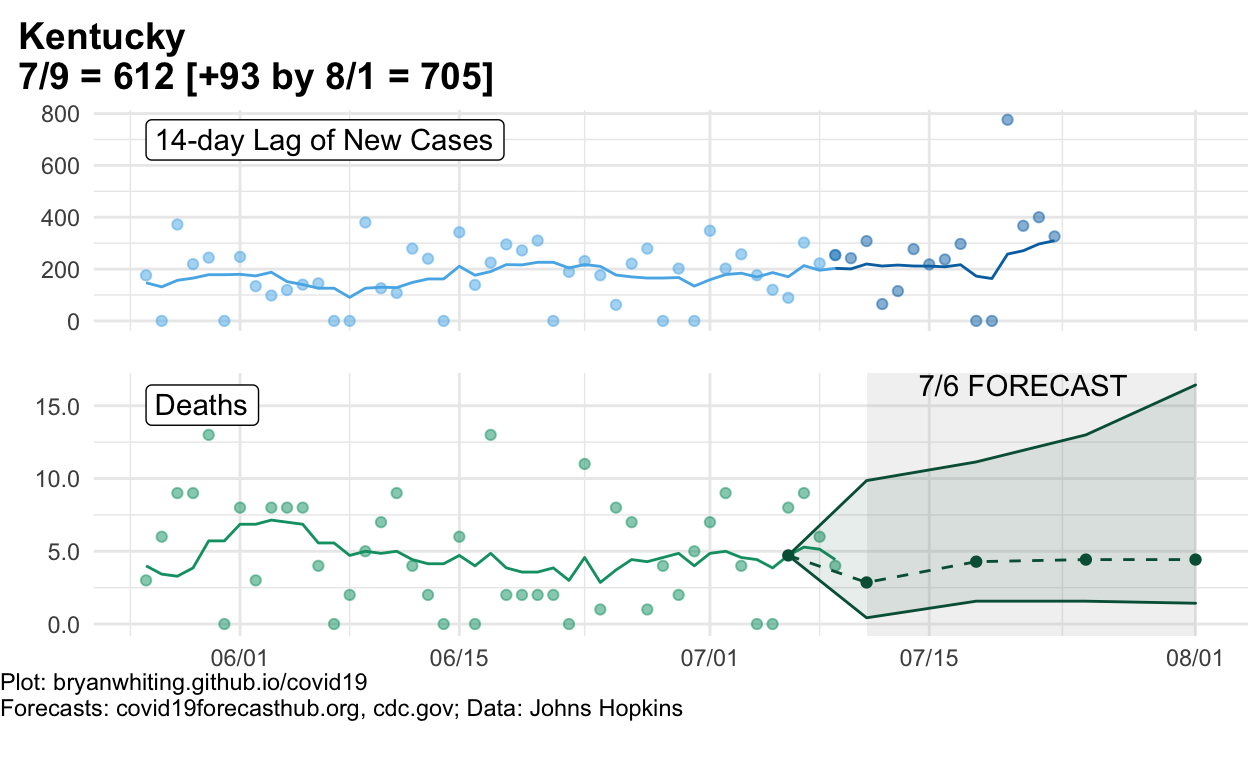 Kentucky
7/9 = 612 [+93 by 8/1 = 705]
800
14-day Lag of New Cases
600
400
200
0
7/6 FORECAST
Deaths
15.0
10.0
5.0
0.0
06/01 06/15 07/01 07/15 08/01
Plot: bryanwhiting.github.io/covid19
Forecasts: covid19forecasthub.org, cdc.gov; Data: Johns Hopkins